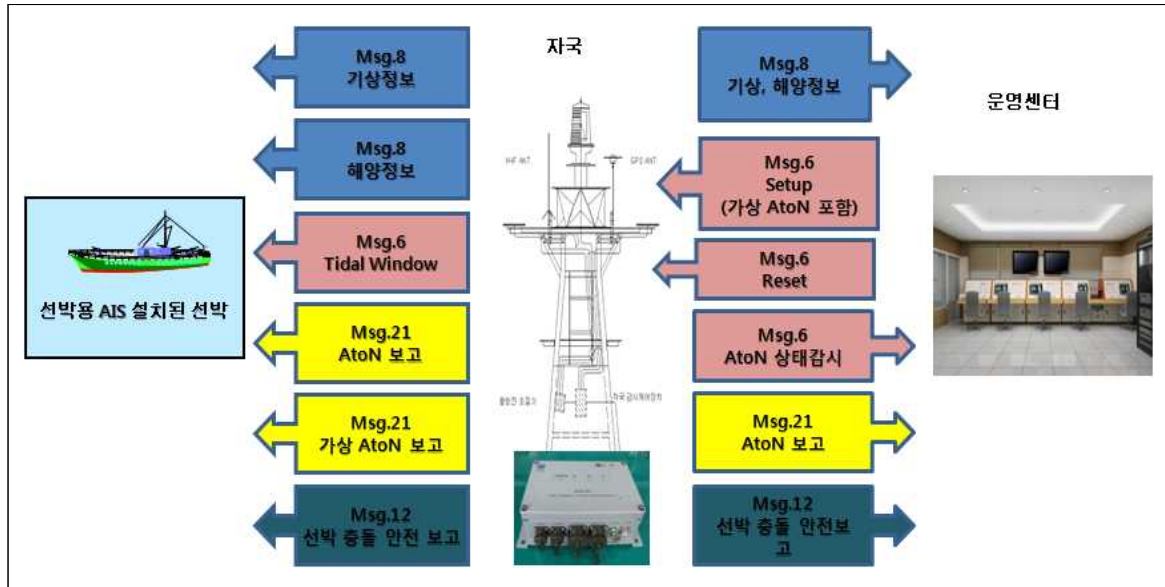 자국
Msg.8
기상정보
Msg.8
해양정보
Msg.6
Tidal Window
Msg.21
AtoN 보고
Msg.21
가상 AtoN 보고
Msg.12
선박 충돌 안전 보고
선박용 AIS 설치된 선박
GPS ANT.
Msg.8
기상, 해양정보
Msg.6
Setup
(가상 AtoN 포함)
Msg.6
Reset
Msg.6
AtoN 상태감시
Msg.21
AtoN 보고
Msg.12
선박 충돌 안전보
고
운영센터